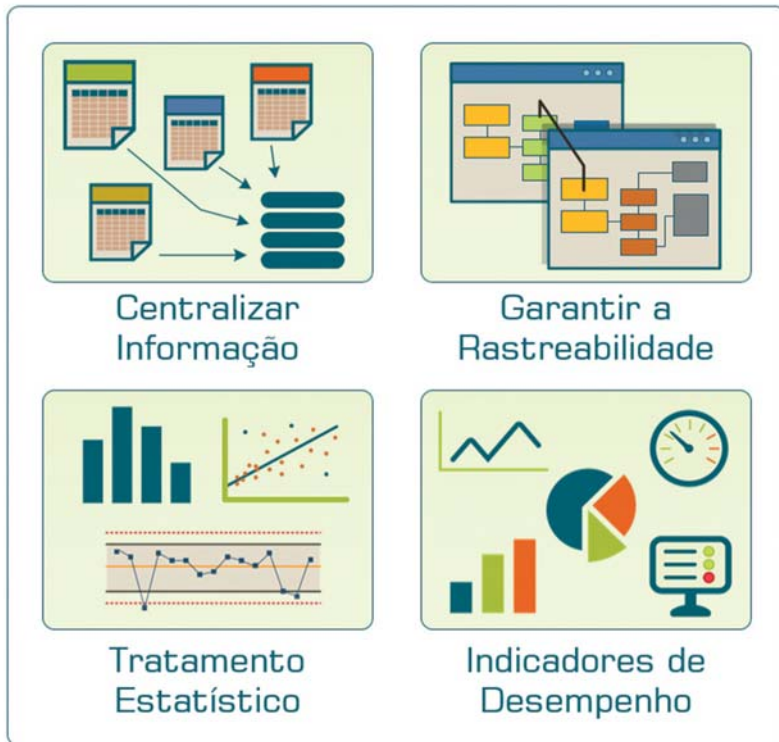 Centralizar
Informação
Garantir a
Rastreabilidade
Tratamento
Estatístico
Indicadores de
Desempenho